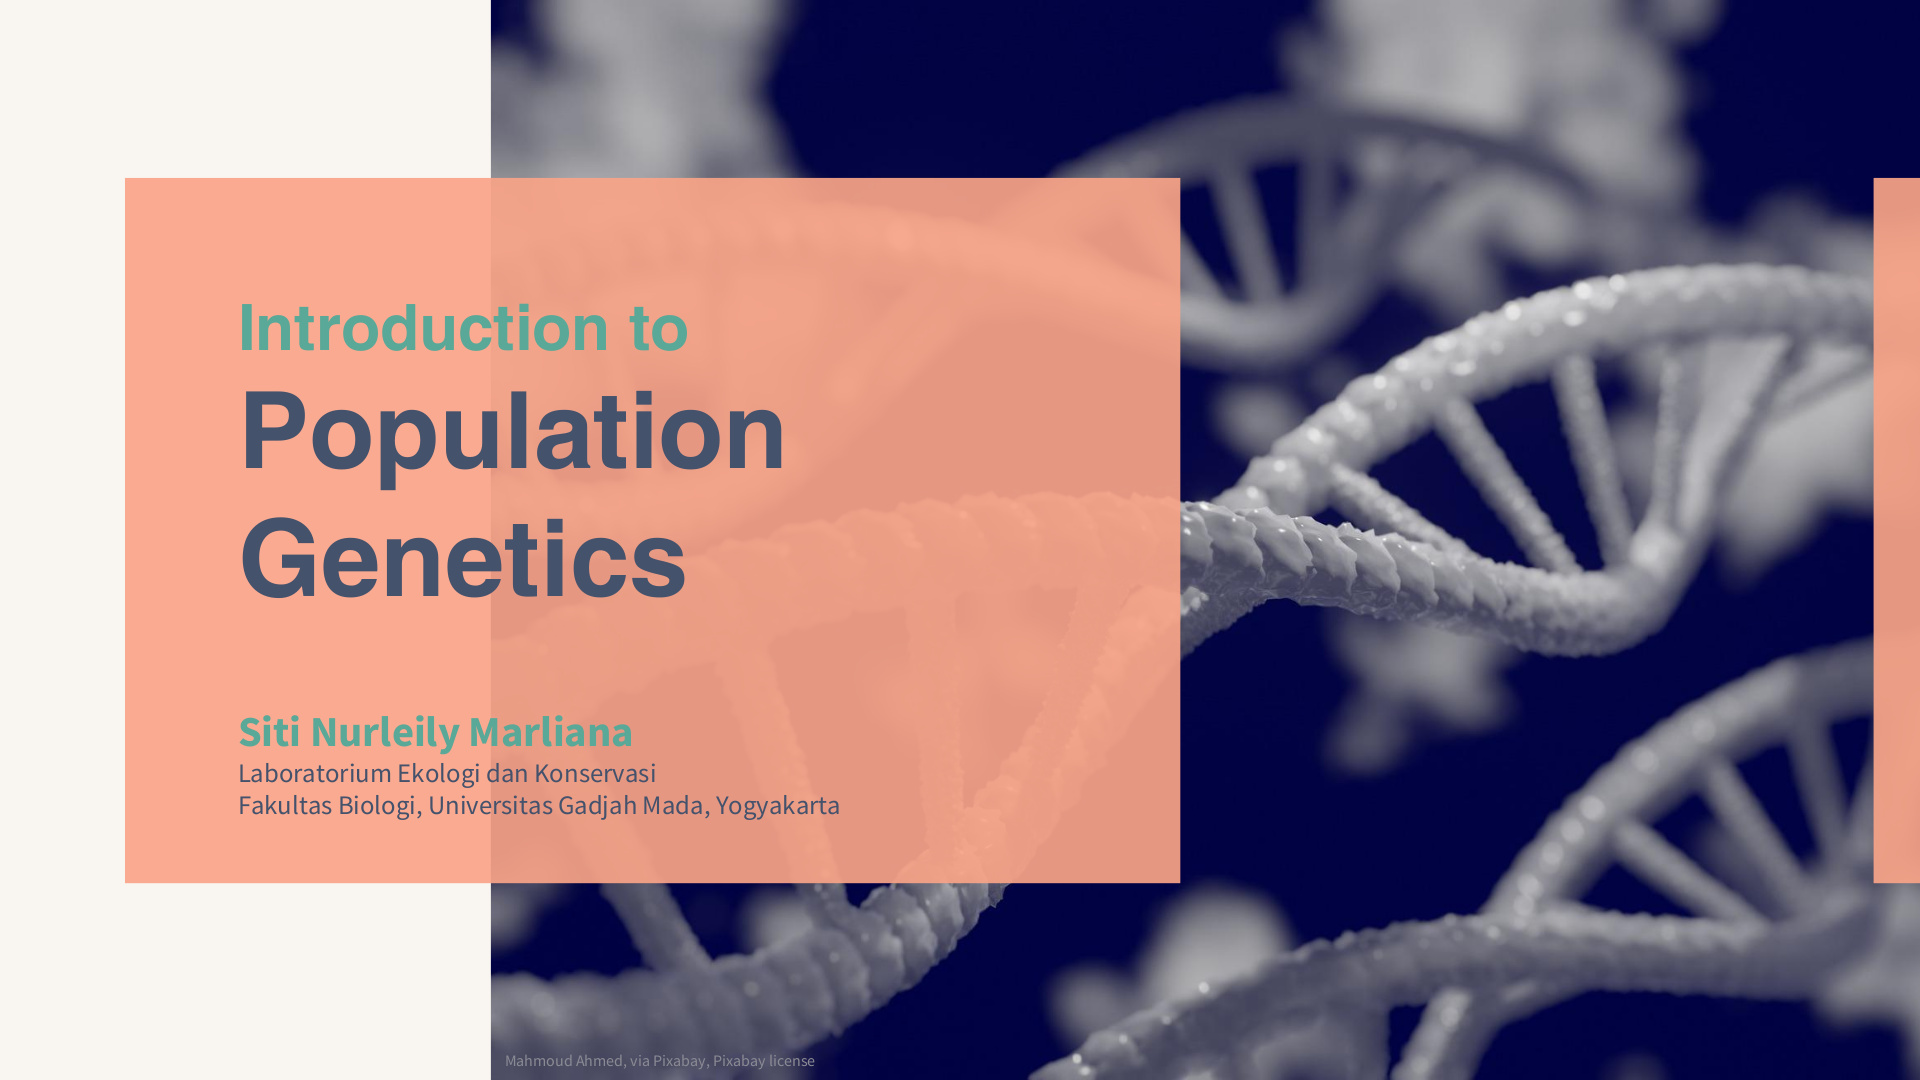 Introduction to
Population
Genetics
Siti Nurleily Marliana
Laboratorium Ekologi dan Konservasi
Fakultas Biologi, Universitas Gadjah Mada, Yogyakarta
Mahmoud Ahmed, via Pixabay, Pixabay license